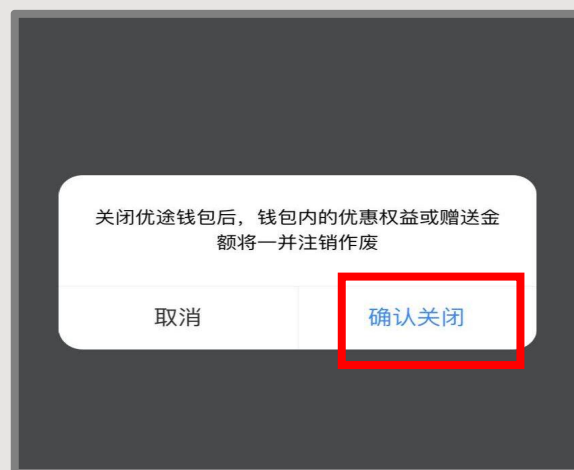 关闭优途钱包后，钱包内的优惠权益或赠送金
额将一并注销作废
取消
确认关闭